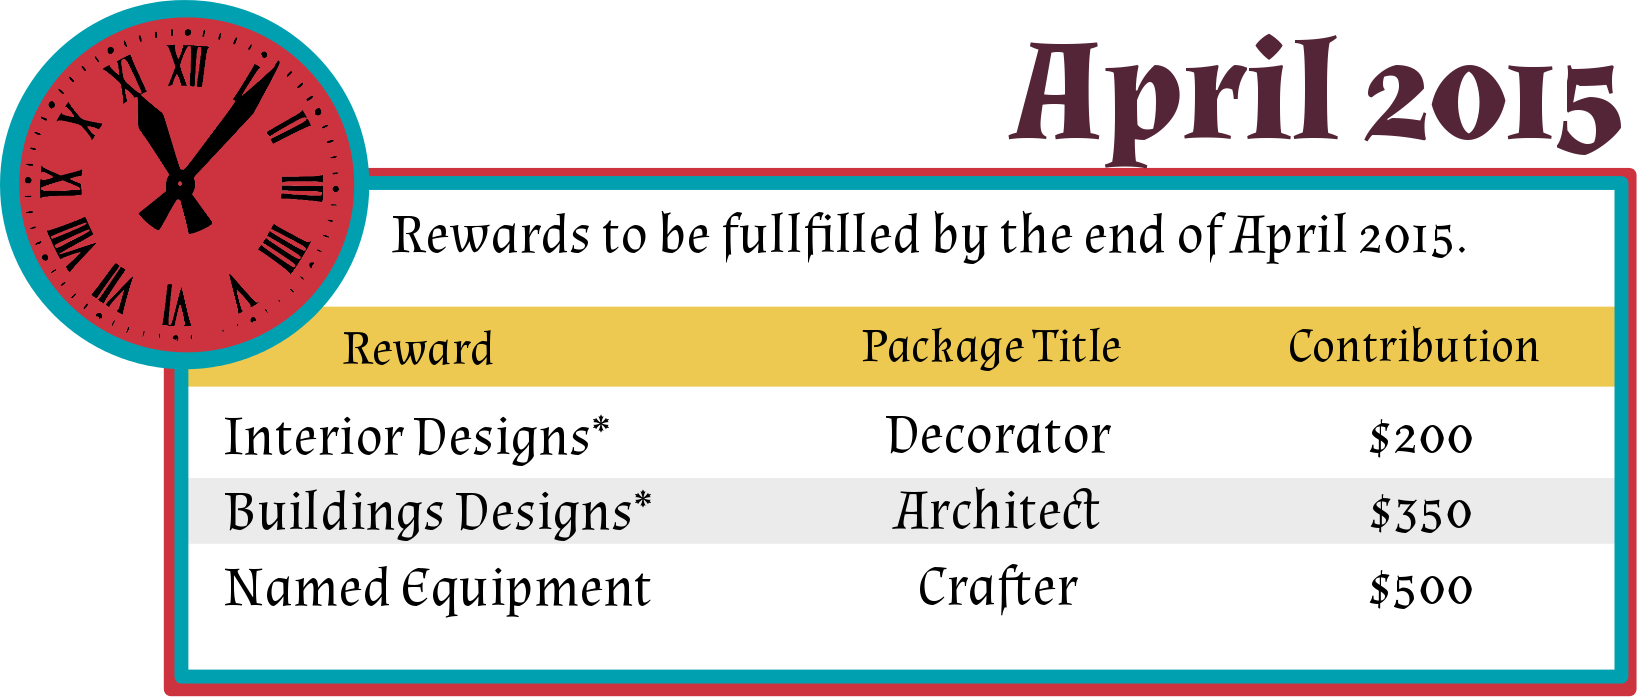 April 2015
XII
I
II
III
IIII
V
VI
VII
VIII
IX
X
XI
Rewards to be fullfilled by the end of April 2015.
Reward Package Title Contribution
Interior Designs* Decorator $200
Buildings Designs* Architect $350
Named Equipment Crafter $500